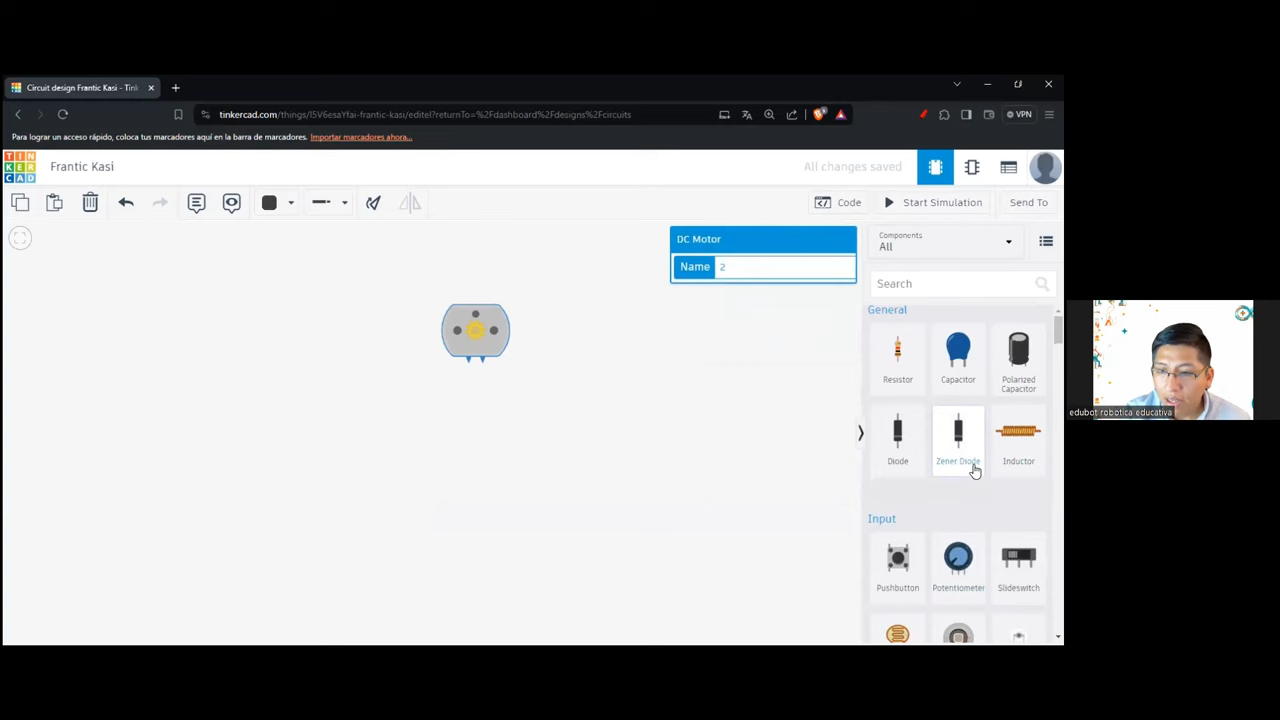 Circuit design Frantic Kasi - Tin
tinkercad.com/things/l5V6esaYfai-frantic-kasi/editel?returnTo=%2Fdashboard%2Fdesigns%2Fcircuits
VPN
Para lograr un acceso rápido, coloca tus marcadores aquí en la barra de marcadores. Importar marcadores ahora...
TIN
KER
CAD
Frantic Kasi
All changes saved
Code
Start Simulation
Send To
DC Motor
Name 2
Components
All
Search
General
Resistor
Capacitor
Polarized
Capacitor
Diode
Zener Diode
Inductor
Input
Pushbutton
Potentiometer
Slideswitch
edubot robotica educativa